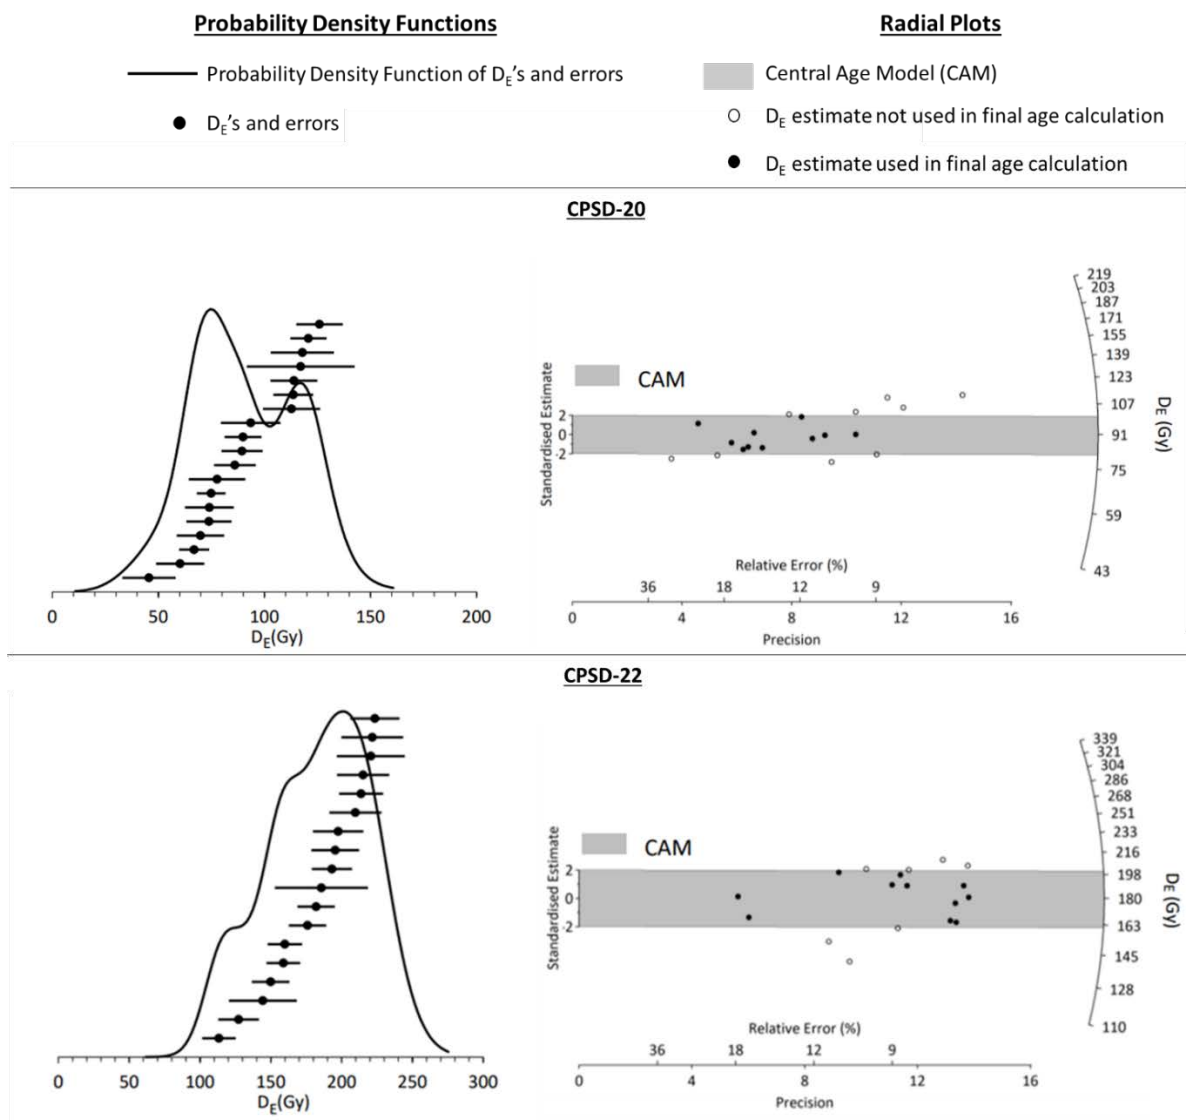 Probability Density Functions
Radial Plots
Probability Density Function of DE's and errors
Central Age Model (CAM)
DE's and errors
DE estimate not used in final age calculation
DE estimate used in final age calculation
CPSD-20
0 50 100 150 200
DE(Gy)
CAM
Standardised Estimate
2
0
-2
219
203
187
171
155
139
123
107
91
75
59
43
DE (Gy)
Relative Error (%)
36 18 12 9
0 4 8 12 16
Precision
CPSD-22
0 50 100 150 200 250 300
DE(Gy)
CAM
Standardised Estimate
2
0
-2
339
321
304
286
268
251
233
216
198
180
163
145
128
110
DE (Gy)
Relative Error (%)
36 18 12 9
0 4 8 12 16
Precision